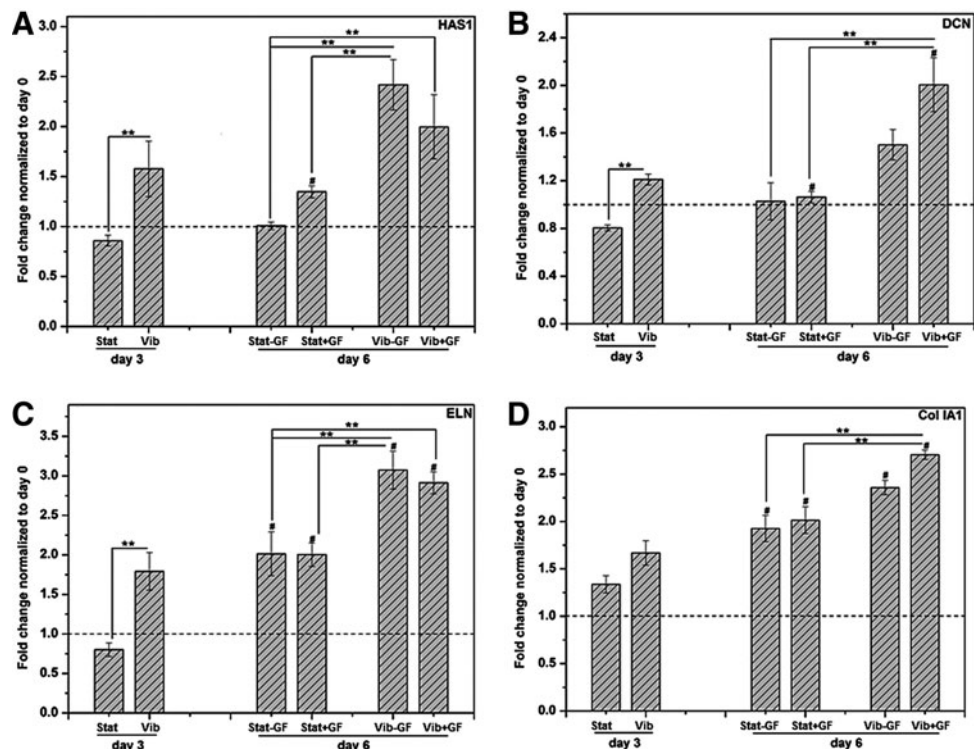 A
HAS1
Fold change normalized to day 0
3.0
2.5
2.0
1.5
1.0
0.5
0.0
**
**
**
**
#
Stat Vib Stat-GF Stat+GF Vib-GF Vib+GF
day 3 day 6
B
DCN
Fold change normalized to day 0
2.4
2.0
1.6
1.2
0.8
0.4
0.0
**
**
**
#
#
Stat Vib Stat-GF Stat+GF Vib-GF Vib+GF
day 3 day 6
C
ELN
Fold change normalized to day 0
3.5
3.0
2.5
2.0
1.5
1.0
0.5
0.0
**
**
**
**
# # # #
Stat Vib Stat-GF Stat+GF Vib-GF Vib+GF
day 3 day 6
D
Col IA1
Fold change normalized to day 0
3.0
2.5
2.0
1.5
1.0
0.5
0.0
**
**
# # # #
Stat Vib Stat-GF Stat+GF Vib-GF Vib+GF
day 3 day 6